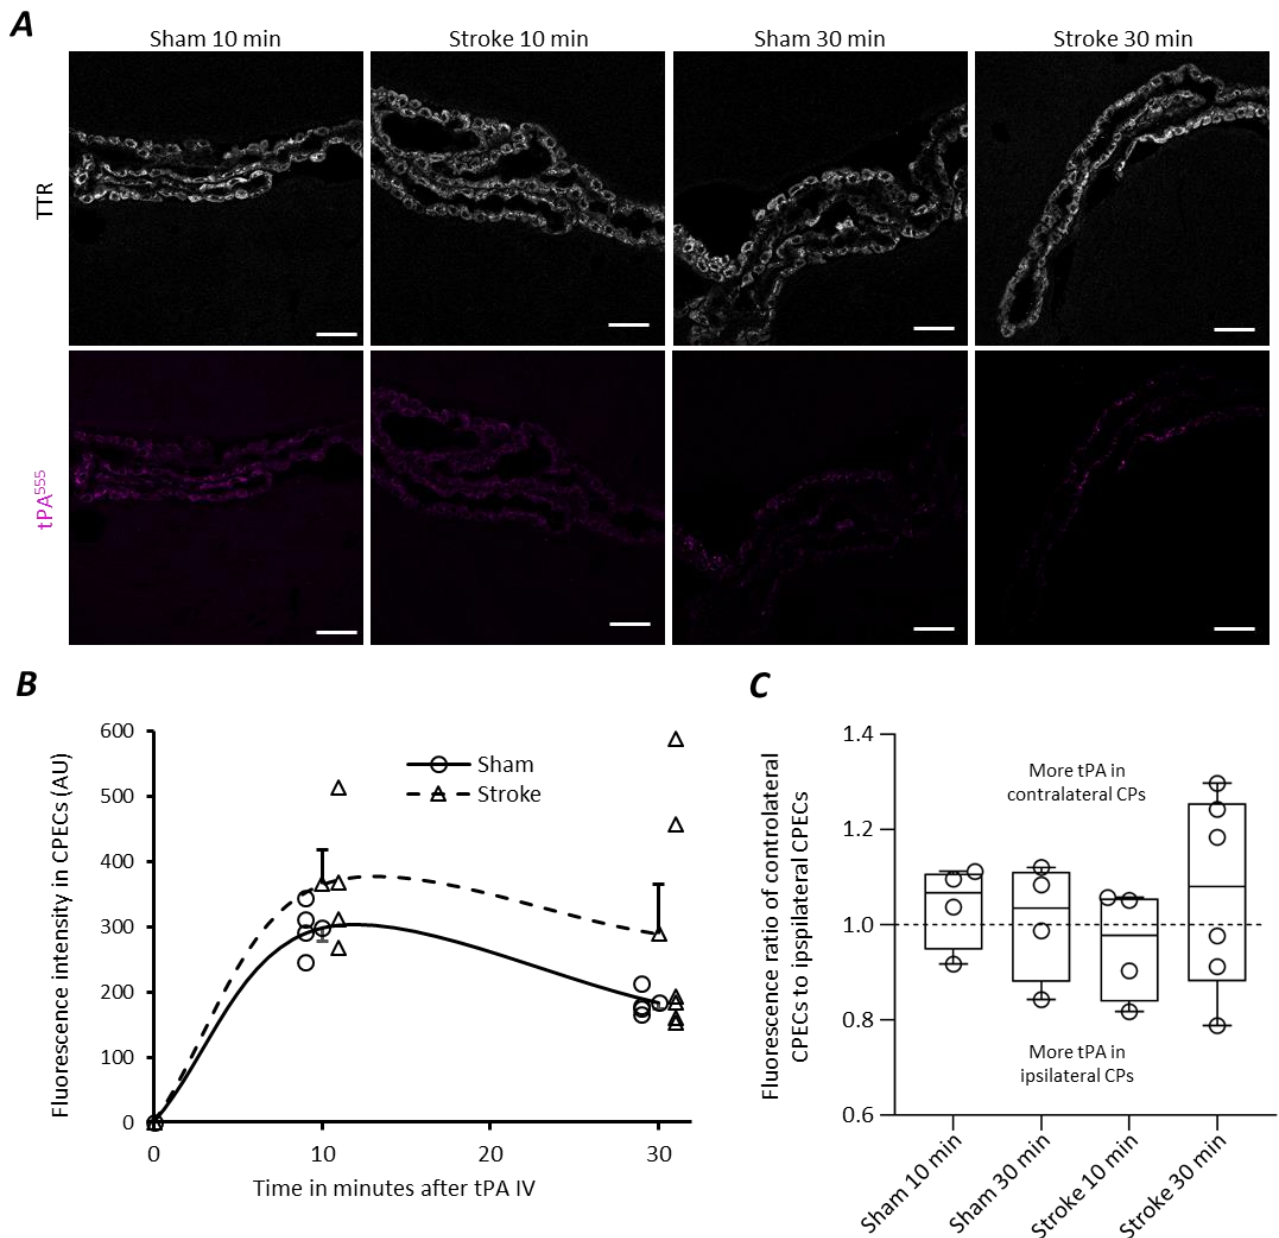 A
Sham 10 min
Stroke 10 min
Sham 30 min
Stroke 30 min
TTR
tPA⁵⁵⁵
B
600
500
400
300
200
100
0
0
10
20
30
Fluorescence intensity in CPECs (AU)
Time in minutes after tPA IV
Sham
Stroke
C
1.4
1.2
1.0
0.8
0.6
Fluorescence ratio of controlateral
CPECs to ipspilateral CPECs
More tPA in
contralateral CPs
More tPA in
ipsilateral CPs
Sham 10 min
Sham 30 min
Stroke 10 min
Stroke 30 min